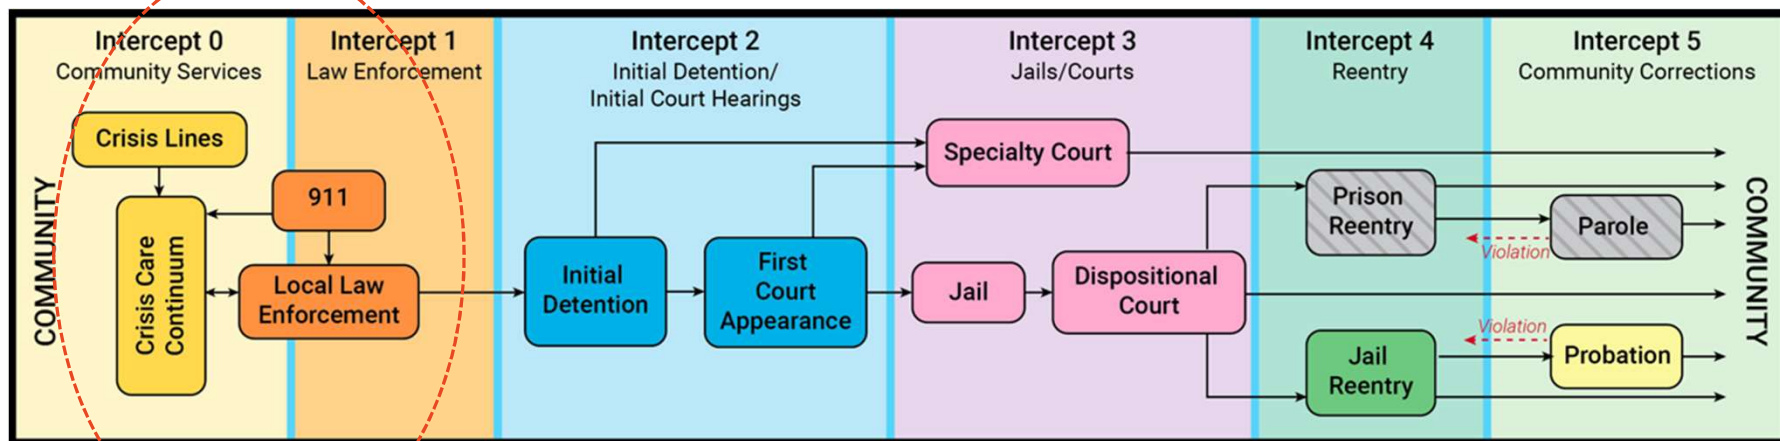 Intercept 0
Community Services
Intercept 1
Law Enforcement
Intercept 2
Initial Detention/
Initial Court Hearings
Intercept 3
Jails/Courts
Intercept 4
Reentry
Intercept 5
Community Corrections
COMMUNITY
Crisis Lines
911
Crisis Care
Continuum
Local Law
Enforcement
Initial
Detention
First
Court
Appearance
Specialty Court
Jail
Dispositional
Court
Prison
Reentry
Parole
Violation
Jail
Reentry
Violation
Probation
COMMUNITY